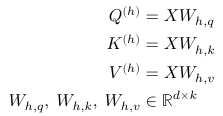 Q^{(h)} = XW_{h,q}
K^{(h)} = XW_{h,k}
V^{(h)} = XW_{h,v}
W_{h,q}, W_{h,k}, W_{h,v} ∈ ℝ^{d×k}